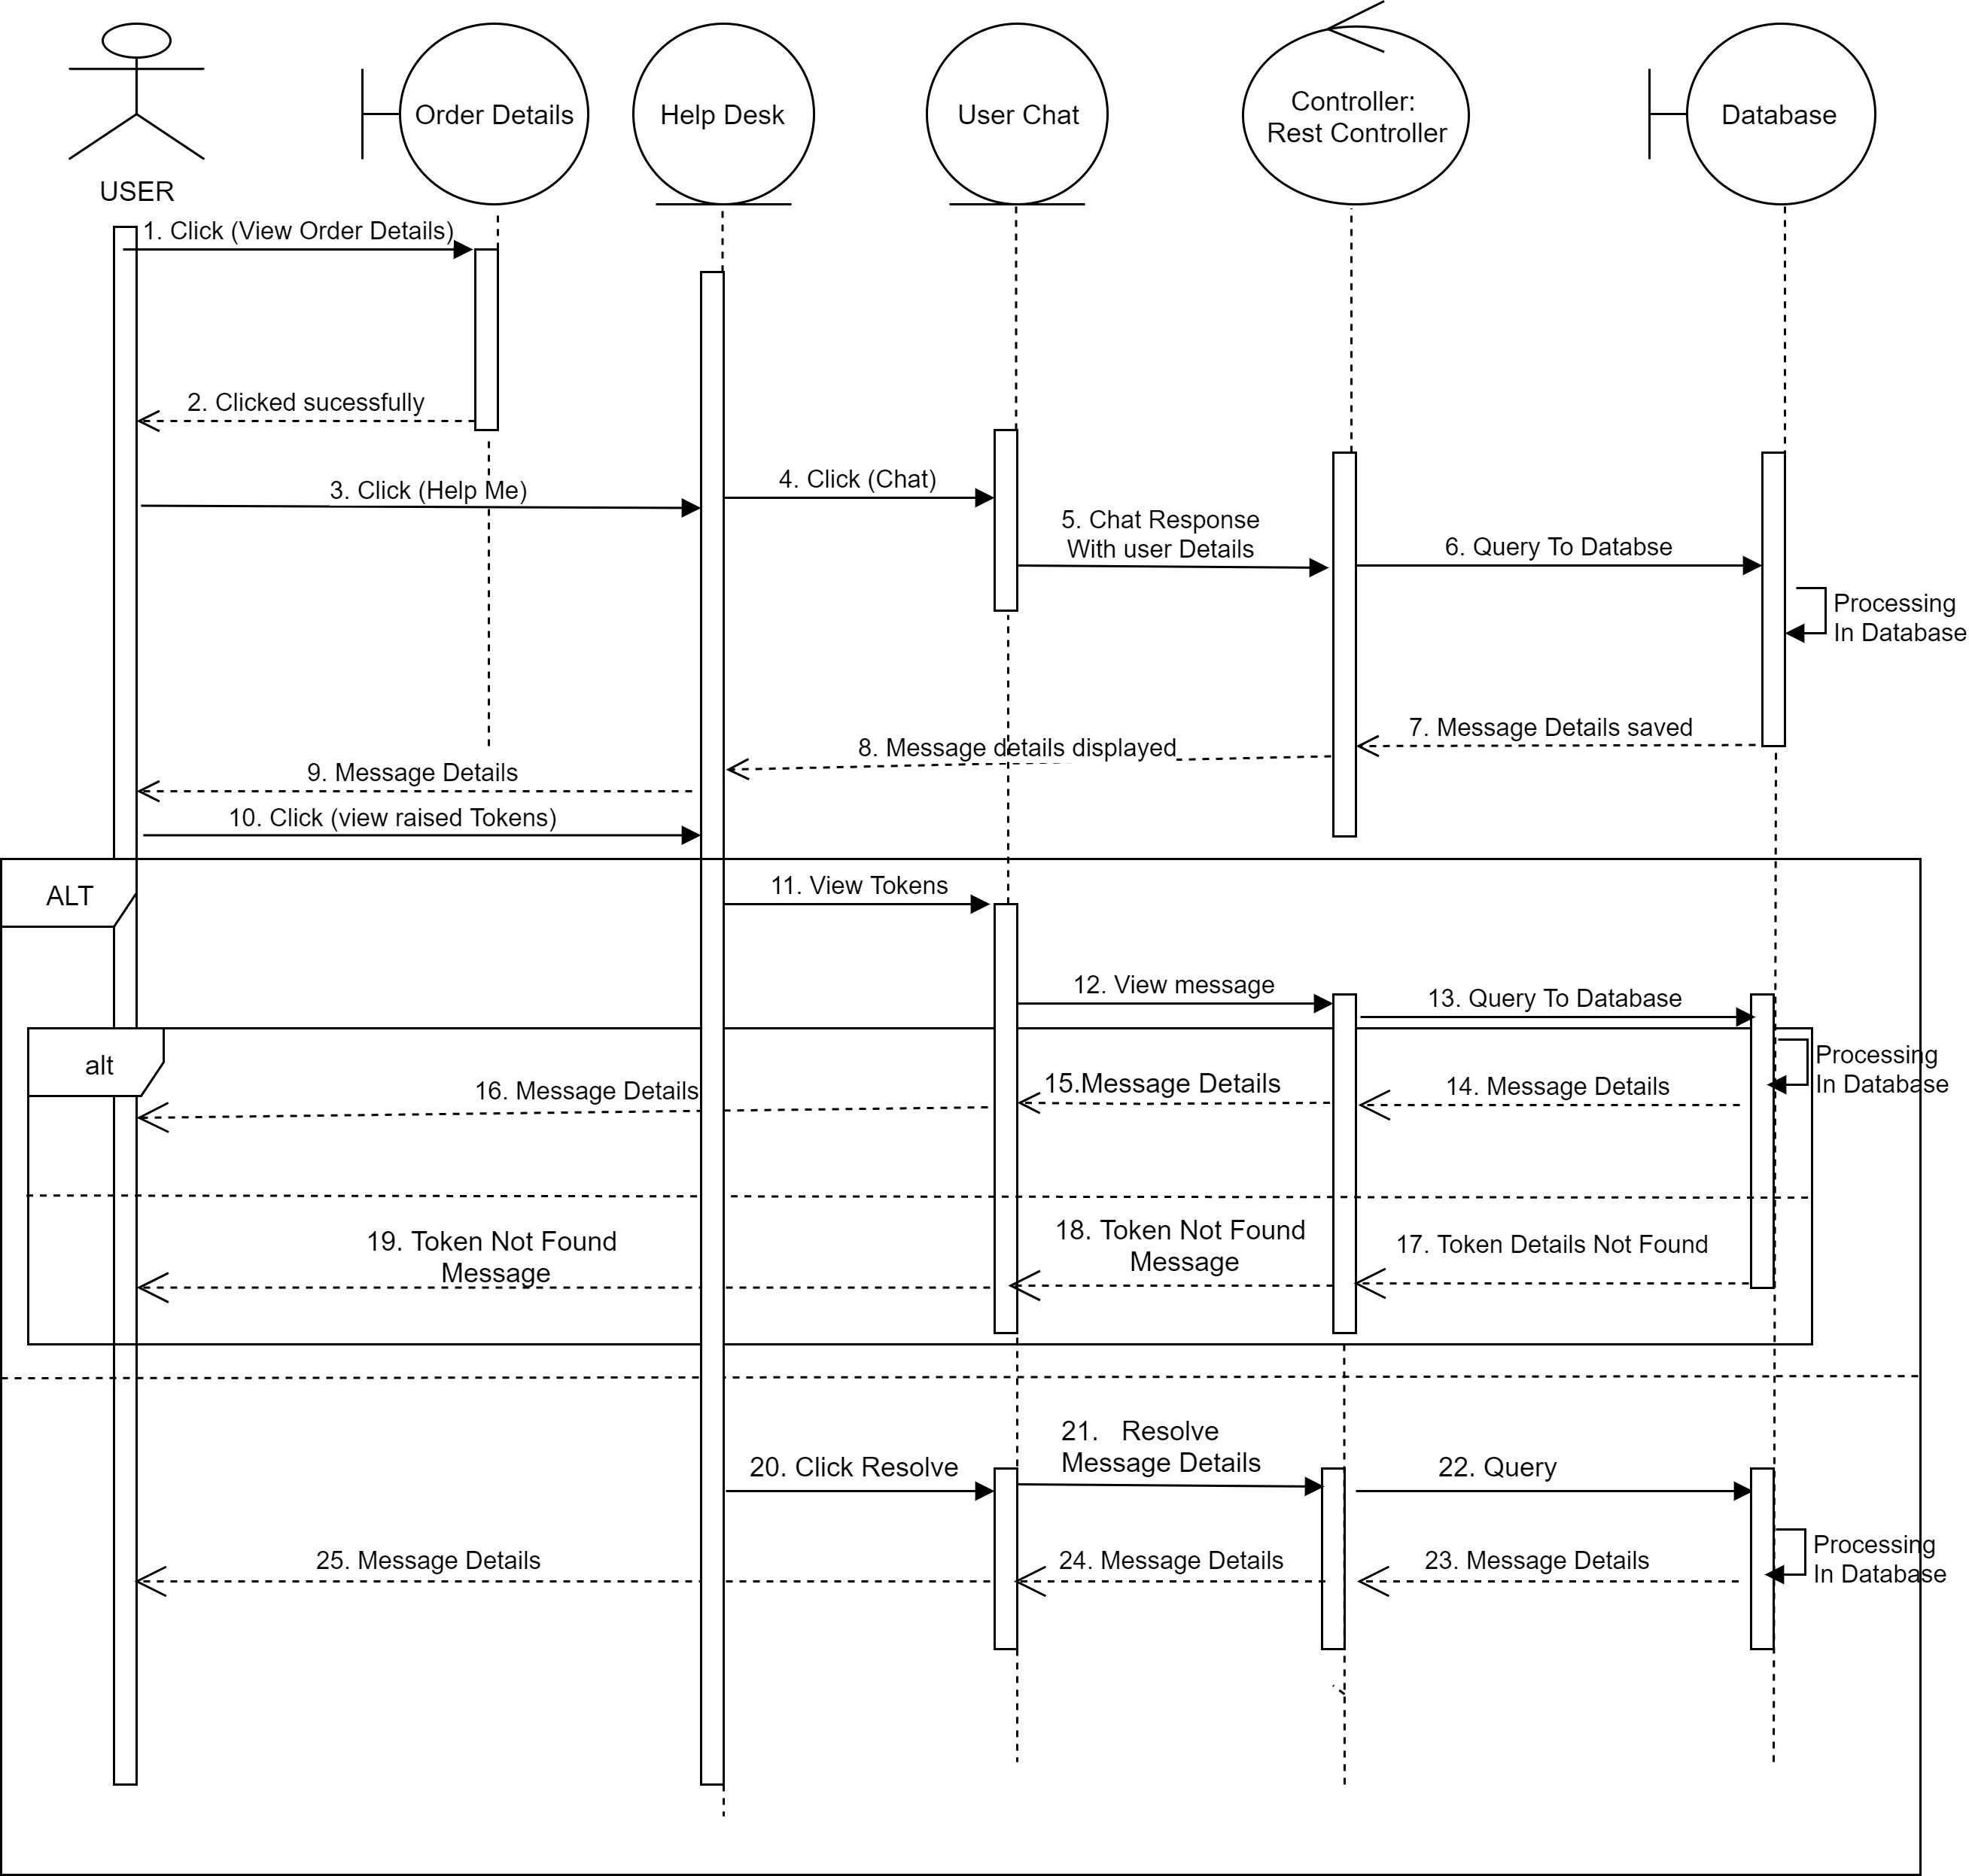 Order Details
Help Desk
User Chat
Controller:
Rest Controller
Database
USER
1. Click (View Order Details)
2. Clicked sucessfully
3. Click (Help Me)
4. Click (Chat)
5. Chat Response
With user Details
6. Query To Databse
Processing
In Database
7. Message Details saved
8. Message details displayed
9. Message Details
10. Click (view raised Tokens)
ALT
11. View Tokens
12. View message
13. Query To Database
alt
Processing
In Database
16. Message Details
15.Message Details
14. Message Details
19. Token Not Found
Message
18. Token Not Found
Message
17. Token Details Not Found
20. Click Resolve
21. Resolve
Message Details
22. Query
Processing
In Database
25. Message Details
24. Message Details
23. Message Details